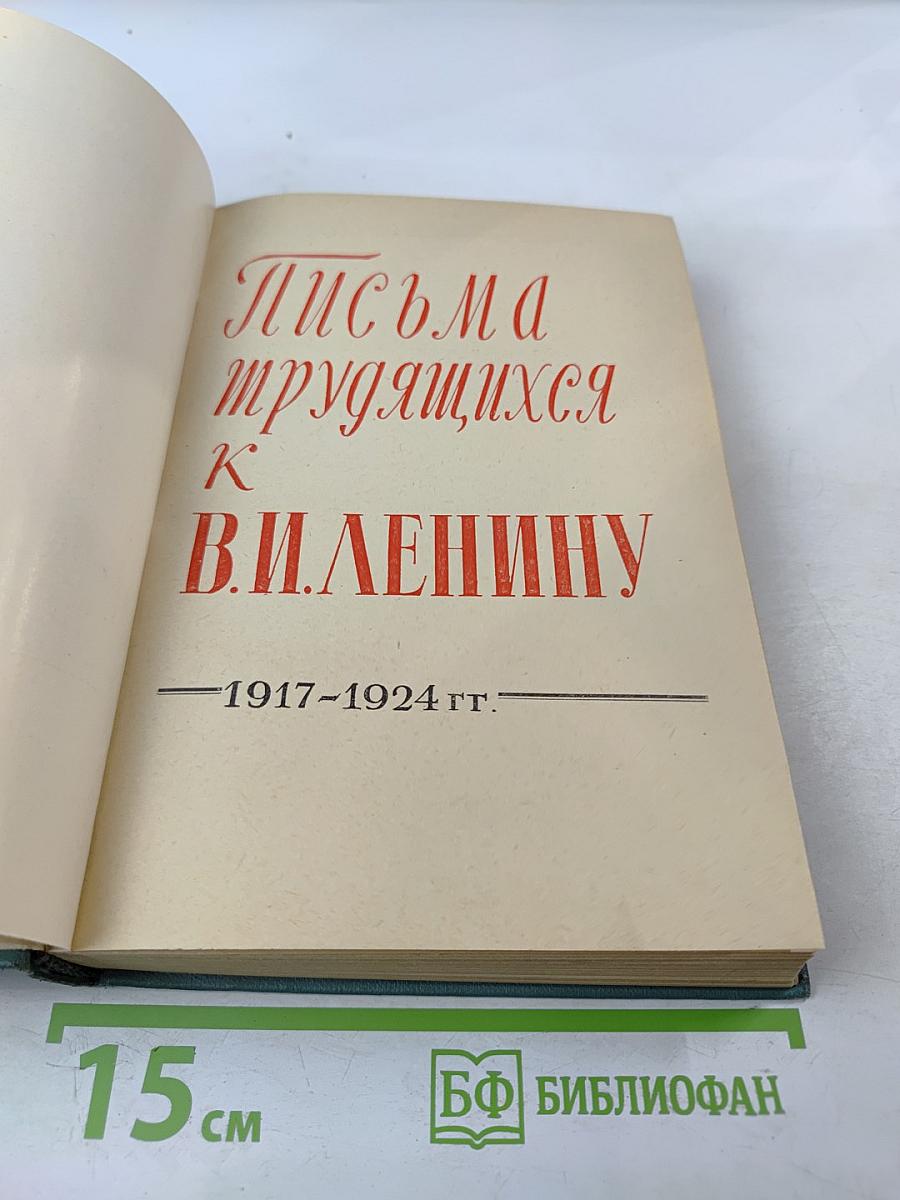 Письма
трудящихся
к
В.И.ЛЕНИНУ
1917-1924 гг.
15 см
БФ БИБЛИОФАН